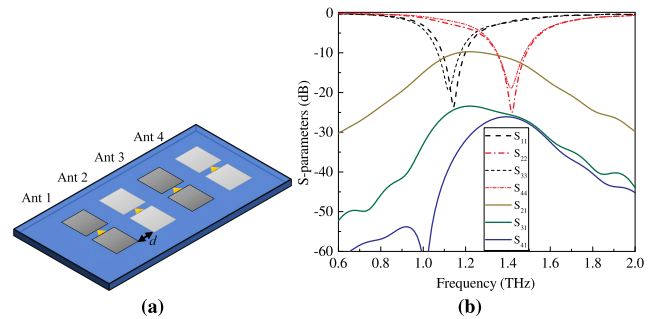 Ant 4
Ant 3
Ant 2
Ant 1
d
(a)
0
-10
-20
-30
-40
-50
-60
S-parameters (dB)
S11
S22
S33
S44
S21
S31
S41
0.6 0.8 1.0 1.2 1.4 1.6 1.8 2.0
Frequency (THz)
(b)